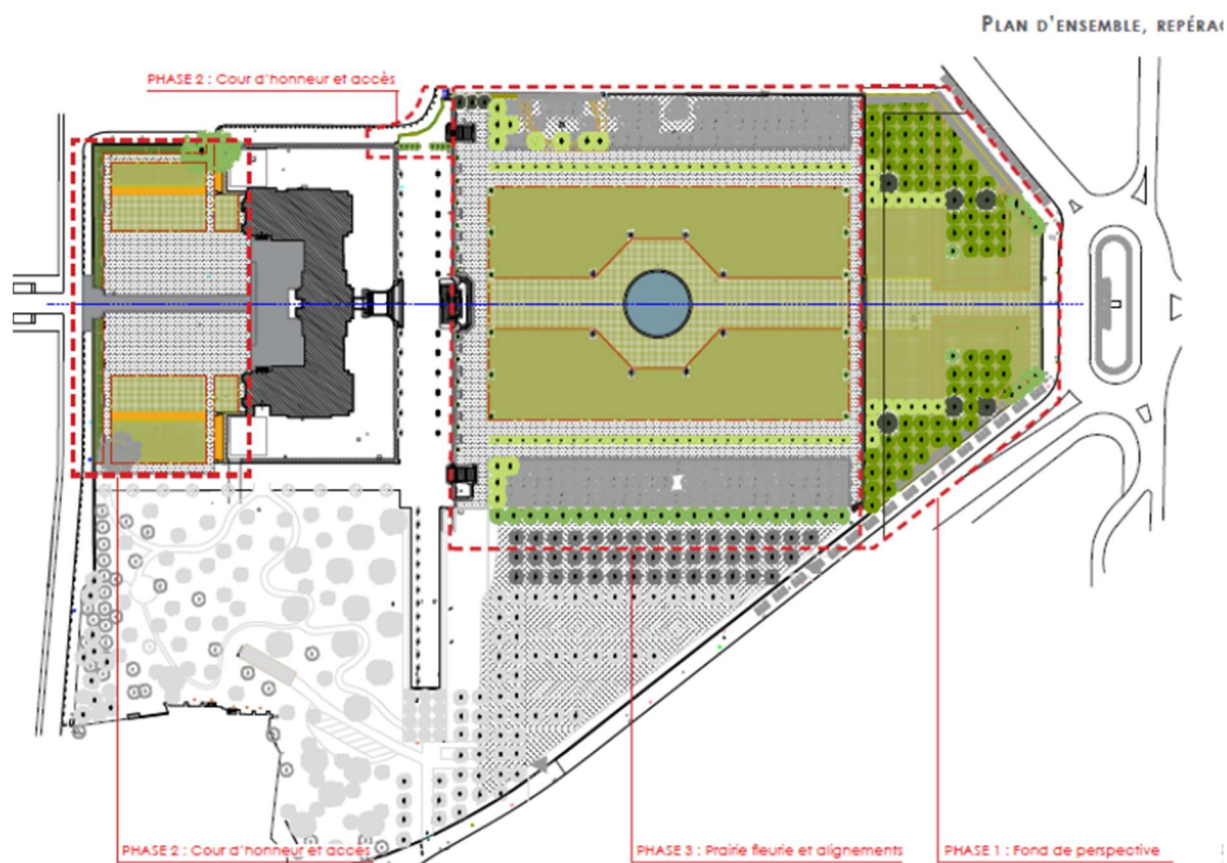 PLAN D'ENSEMBLE, REPÉRAG
PHASE 2 : Cour d'honneur et accès
PHASE 2 : Cour d'honneur et accès
PHASE 3 : Prairie fleurie et alignements
PHASE 1 : Fond de perspective